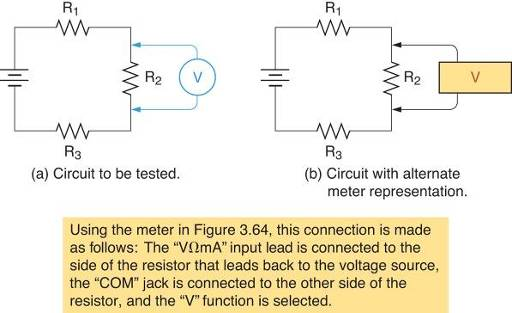 R1
R1
R2
V
R2
V
R3
R3
(a) Circuit to be tested.
(b) Circuit with alternate
meter representation.
Using the meter in Figure 3.64, this connection is made
as follows: The “VΩmA” input lead is connected to the
side of the resistor that leads back to the voltage source,
the “COM” jack is connected to the other side of the
resistor, and the “V” function is selected.